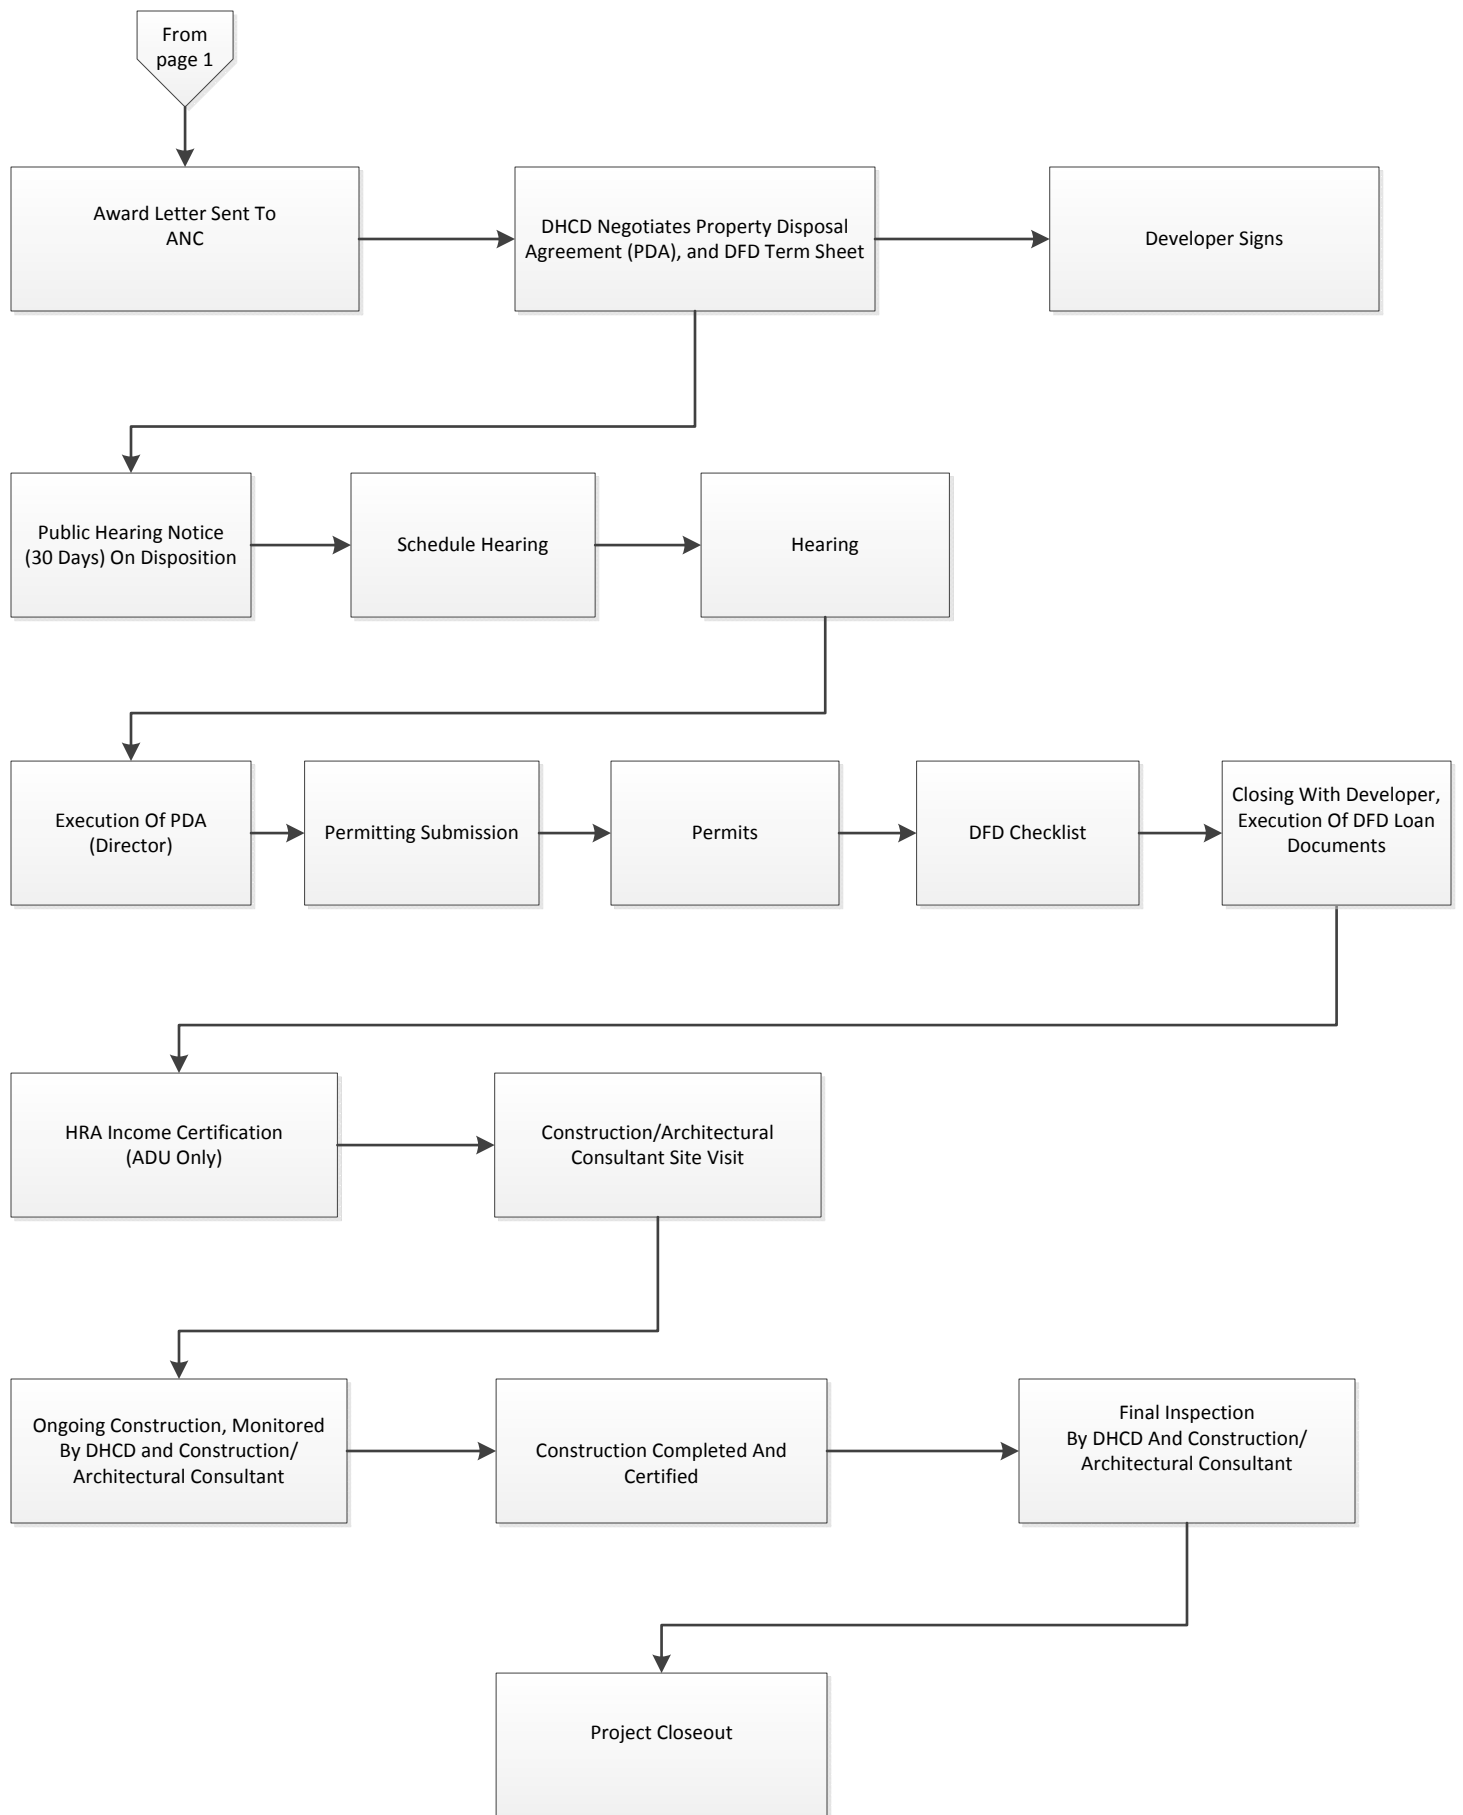 From
page 1
Award Letter Sent To
ANC
DHCD Negotiates Property Disposal
Agreement (PDA), and DFD Term Sheet
Developer Signs
Public Hearing Notice
(30 Days) On Disposition
Schedule Hearing
Hearing
Execution Of PDA
(Director)
Permitting Submission
Permits
DFD Checklist
Closing With Developer,
Execution Of DFD Loan
Documents
HRA Income Certification
(ADU Only)
Construction/Architectural
Consultant Site Visit
Ongoing Construction, Monitored
By DHCD and Construction/
Architectural Consultant
Construction Completed And
Certified
Final Inspection
By DHCD And Construction/
Architectural Consultant
Project Closeout